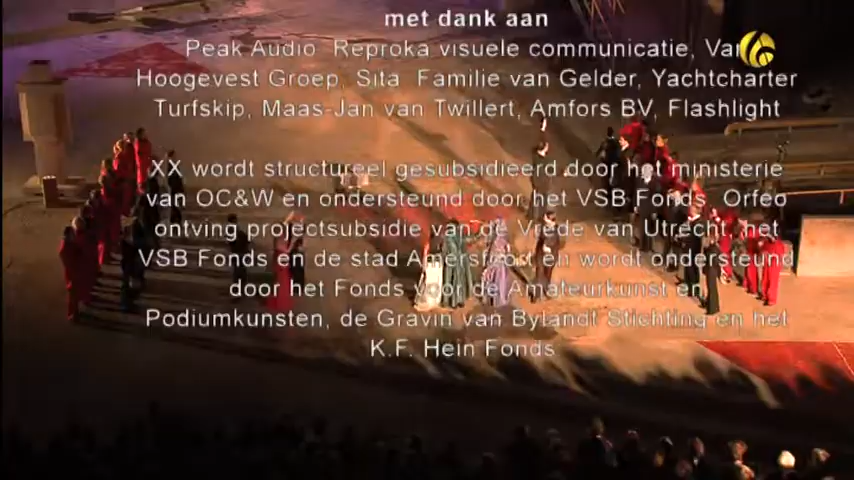 met dank aan
Peak Audio, Reproka visuele communicatie, Van
Hoogevest Groep, Sita, Familie van Gelder, Yachtcharter
Turfskip, Maas-Jan van Twillert, Amfors BV, Flashlight
XX wordt structureel gesubsidieerd door het ministerie
van OC&W en ondersteund door het VSB Fonds, Orfeo
ontving projectsubsidie van de Vrede van Utrecht, het
VSB Fonds en de stad Amersfoort en wordt ondersteund
door het Fonds voor de Amateurkunst en
Podiumkunsten, de Gravin van Bylandt Stichting en het
K.F. Hein Fonds